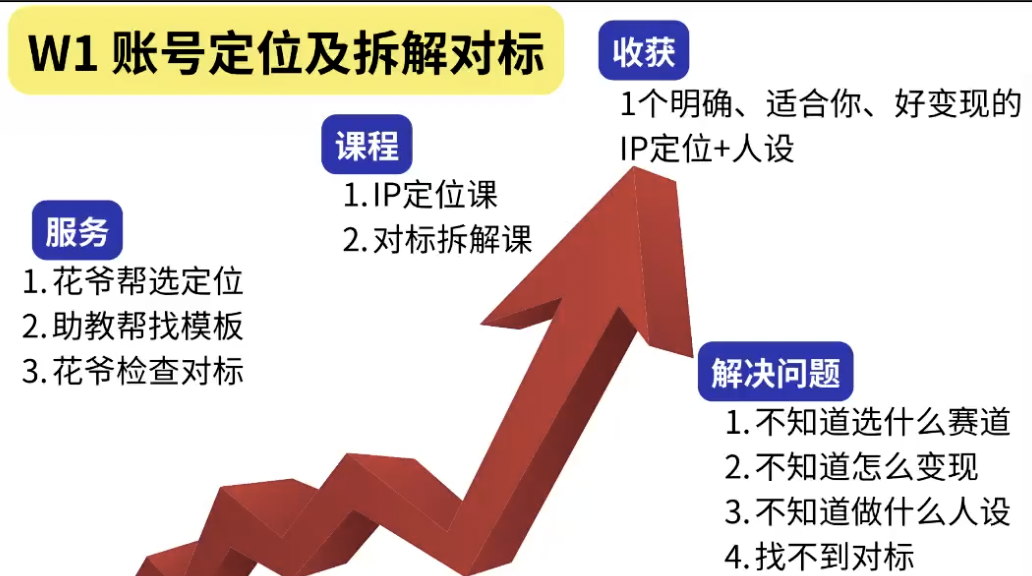 W1 账号定位及拆解对标
收获
1个明确、适合你、好变现的
IP定位+人设
课程
1.IP定位课
2.对标拆解课
服务
1.花爷帮选定位
2.助教帮找模板
3.花爷检查对标
解决问题
1.不知道选什么赛道
2.不知道怎么变现
3.不知道做什么人设
4.找不到对标